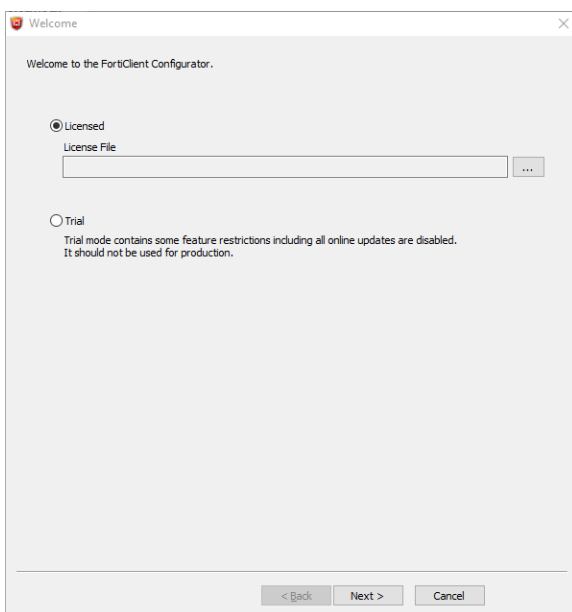 Welcome
Welcome to the FortiClient Configurator.
Licensed
License File
...
Trial
Trial mode contains some feature restrictions including all online updates are disabled.
It should not be used for production.
< Back
Next >
Cancel